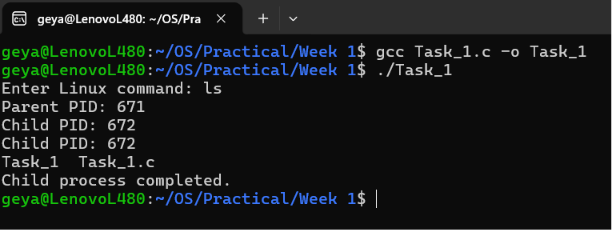 geya@LenovoL480: ~/OS/Pra
geya@LenovoL480:~/OS/Practical/Week 1$ gcc Task_1.c -o Task_1
geya@LenovoL480:~/OS/Practical/Week 1$ ./Task_1
Enter Linux command: ls
Parent PID: 671
Child PID: 672
Child PID: 672
Task_1  Task_1.c
Child process completed.
geya@LenovoL480:~/OS/Practical/Week 1$